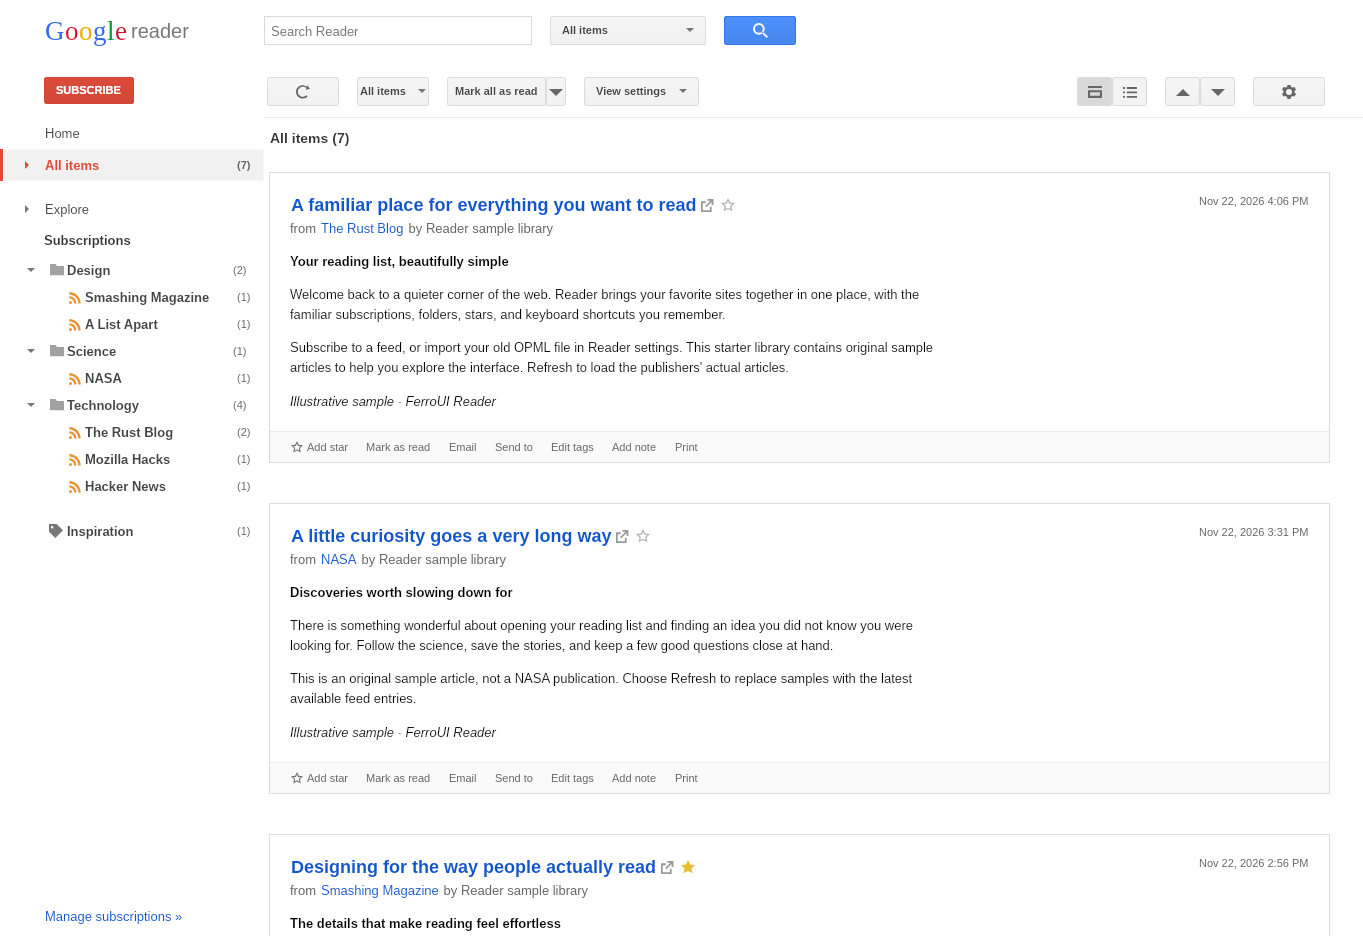 Google reader
Search Reader
All items
SUBSCRIBE
All items
Mark all as read
View settings
Home
All items (7)
Explore
Subscriptions
Design (2)
Smashing Magazine (1)
A List Apart (1)
Science (1)
NASA (1)
Technology (4)
The Rust Blog (2)
Mozilla Hacks (1)
Hacker News (1)
Inspiration (1)
Manage subscriptions »
All items (7)
A familiar place for everything you want to read
Nov 22, 2026 4:06 PM
from The Rust Blog by Reader sample library
Your reading list, beautifully simple
Welcome back to a quieter corner of the web. Reader brings your favorite sites together in one place, with the
familiar subscriptions, folders, stars, and keyboard shortcuts you remember.
Subscribe to a feed, or import your old OPML file in Reader settings. This starter library contains original sample
articles to help you explore the interface. Refresh to load the publishers' actual articles.
Illustrative sample · FerroUI Reader
Add star Mark as read Email Send to Edit tags Add note Print
A little curiosity goes a very long way
Nov 22, 2026 3:31 PM
from NASA by Reader sample library
Discoveries worth slowing down for
There is something wonderful about opening your reading list and finding an idea you did not know you were
looking for. Follow the science, save the stories, and keep a few good questions close at hand.
This is an original sample article, not a NASA publication. Choose Refresh to replace samples with the latest
available feed entries.
Illustrative sample · FerroUI Reader
Add star Mark as read Email Send to Edit tags Add note Print
Designing for the way people actually read
Nov 22, 2026 2:56 PM
from Smashing Magazine by Reader sample library
The details that make reading feel effortless